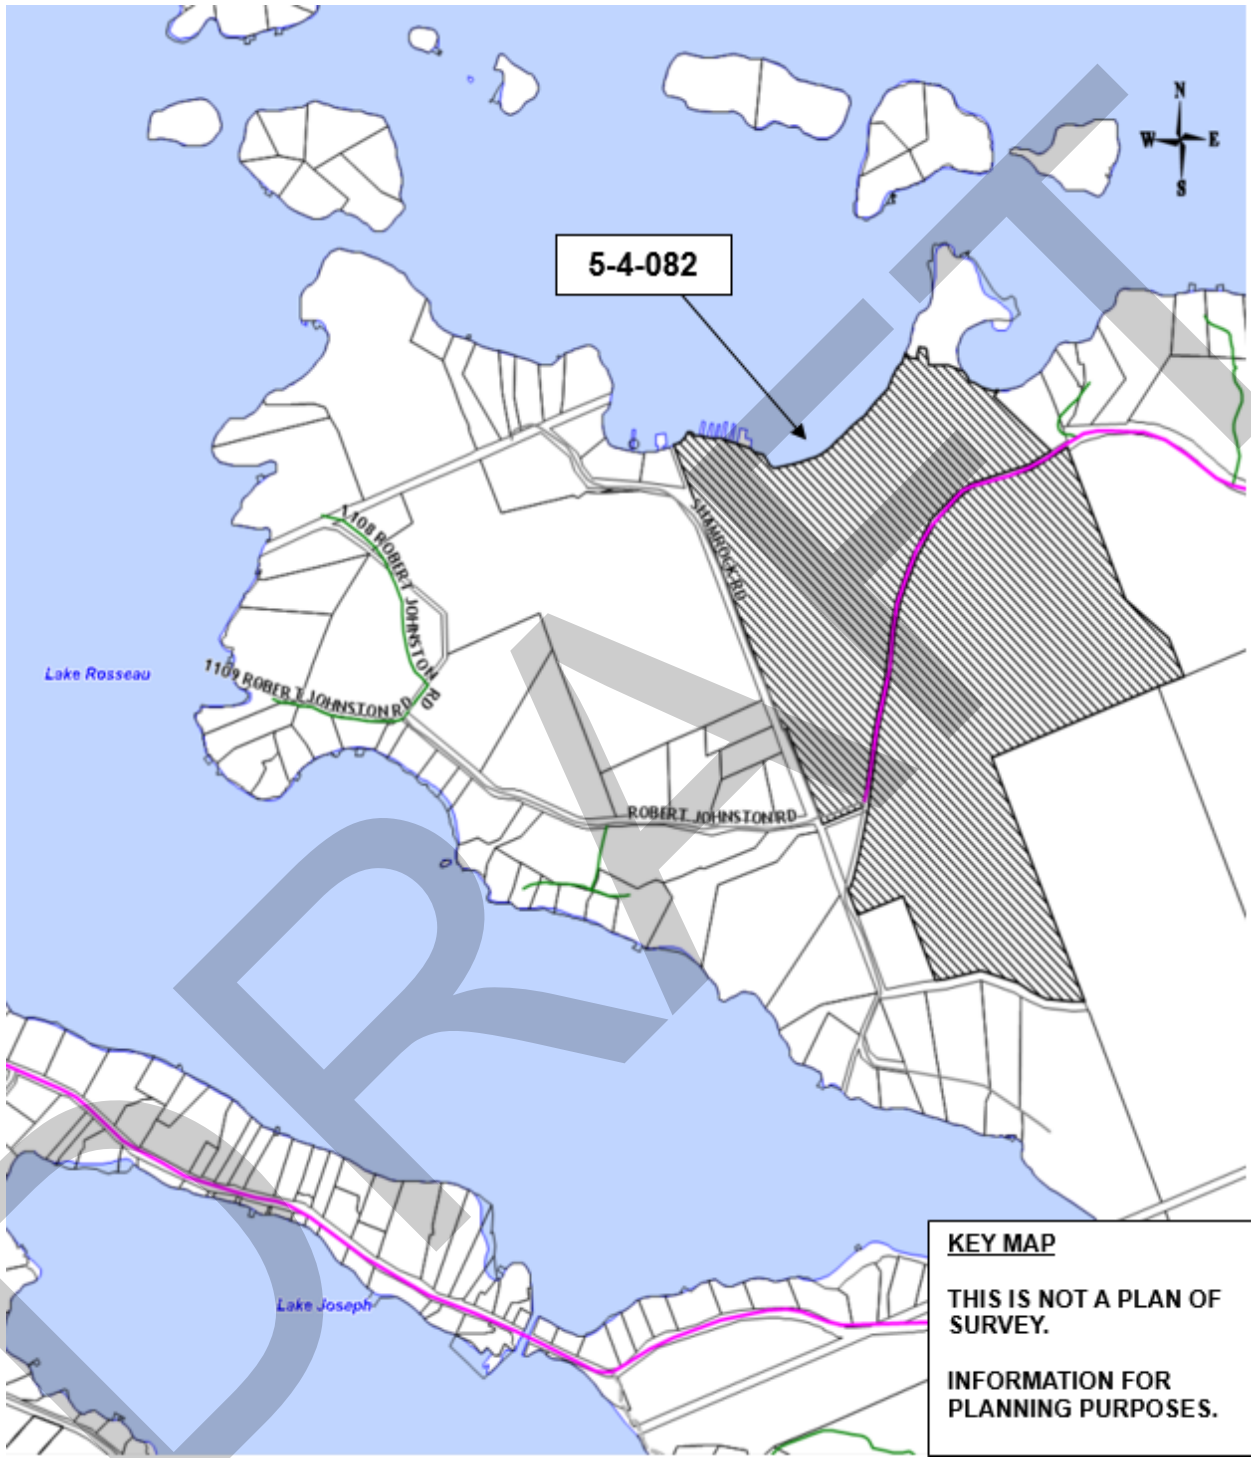 N
W E
S
5-4-082
SHAMROCK RD
1108 ROBERT JOHNSTON RD
Lake Rosseau
1109 ROBERT JOHNSTON RD
ROBERT JOHNSTON RD
Lake Joseph
KEY MAP
THIS IS NOT A PLAN OF
SURVEY.
INFORMATION FOR
PLANNING PURPOSES.
DRAFT